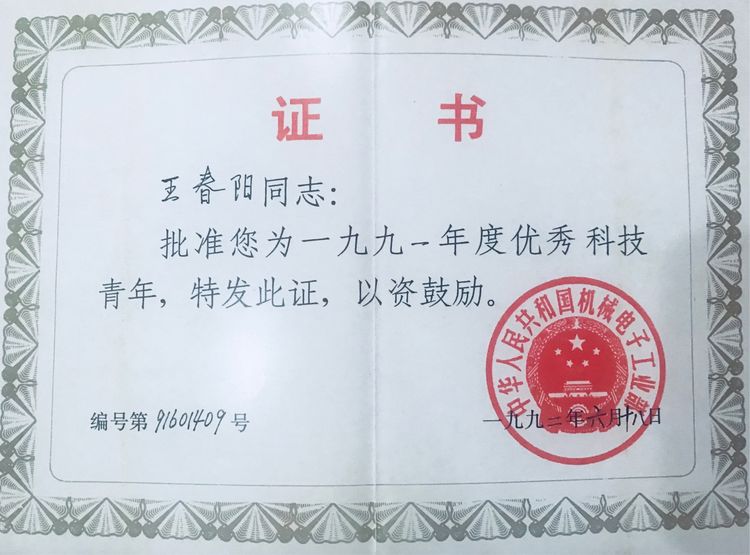 证 书
王春阳同志：
批准您为一九九一年度优秀科技
青年，特发此证，以资鼓励。
中华人民共和国机械电子工业部
编号第91601409号
一九九二年六月十八日